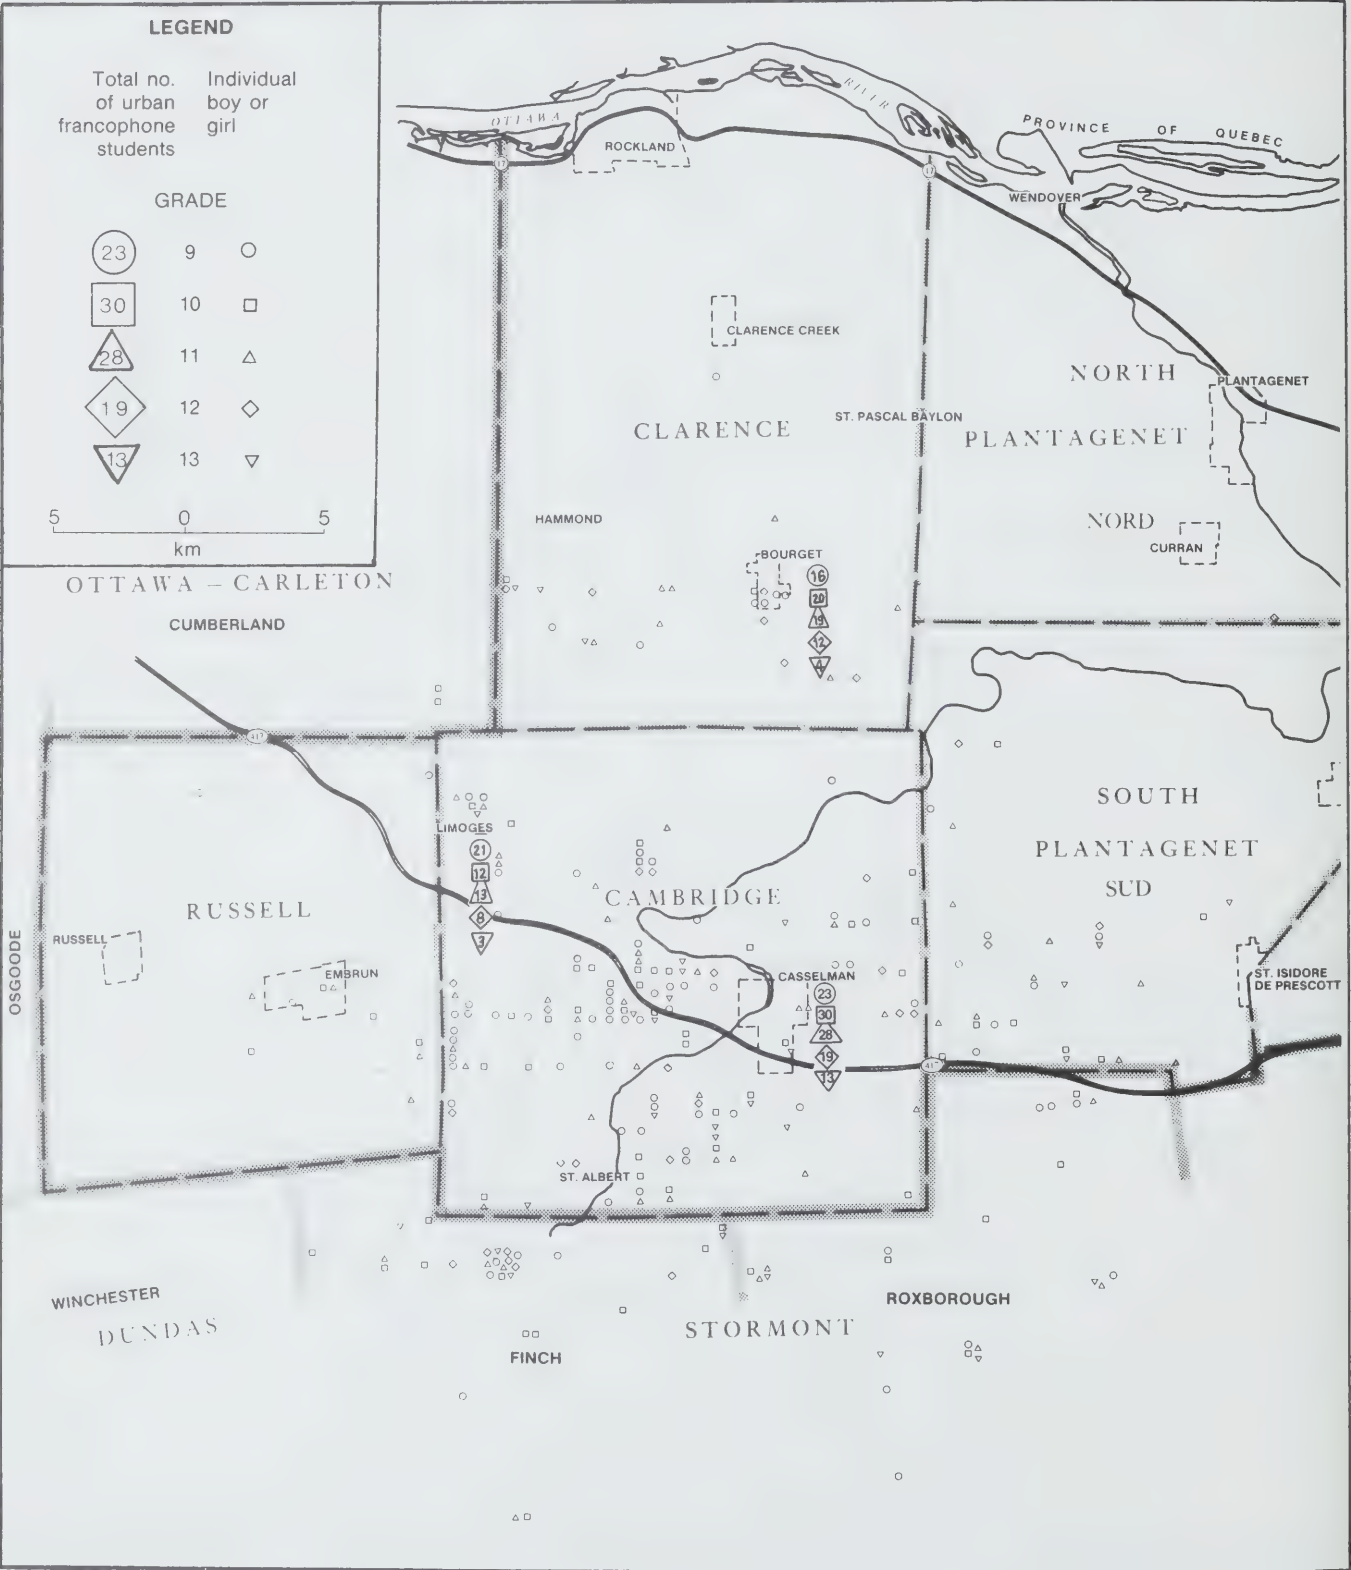 LEGEND
Total no. Individual
of urban boy or
francophone girl
students
GRADE
23 9
30 10
28 11
19 12
13 13
5 0 5
km
OTTAWA RIVER
PROVINCE OF QUEBEC
ROCKLAND
17
17
WENDOVER
CLARENCE CREEK
NORTH
PLANTAGENET
CLARENCE
ST. PASCAL BAYLON
PLANTAGENET
HAMMOND
NORD
CURRAN
BOURGET
16
20
19
12
4
OTTAWA – CARLETON
CUMBERLAND
417
LIMOGES
21
12
13
8
3
SOUTH
PLANTAGENET
SUD
CAMBRIDGE
RUSSELL
RUSSELL
EMBRUN
OSGOODE
CASSELMAN
23
30
28
19
13
ST. ISIDORE
DE PRESCOTT
417
ST. ALBERT
WINCHESTER
DUNDAS
ROXBOROUGH
STORMONT
FINCH